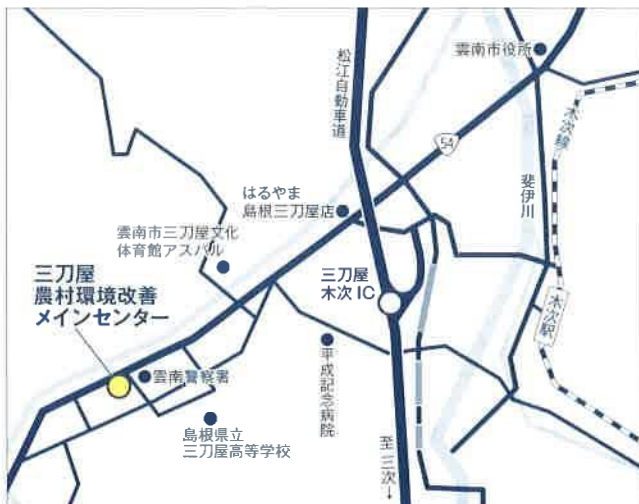 雲南市役所
松江自動車道
54
木次線
斐伊川
はるやま
島根三刀屋店
雲南市三刀屋文化
体育館アスパル
三刀屋
農村環境改善
メインセンター
三刀屋
木次 IC
木次駅
雲南警察署
平成記念病院
島根県立
三刀屋高等学校
至 三次↓